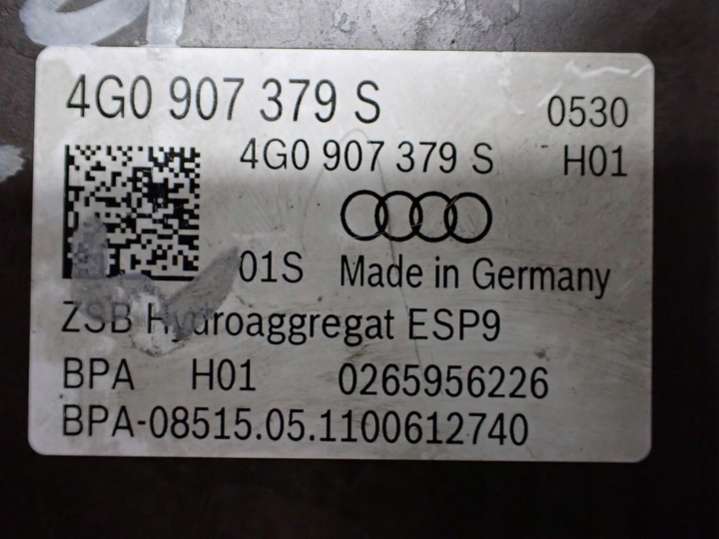 4G0 907 379 S 0530
4G0 907 379 S H01
01S Made in Germany
ZSB Hydroaggregat ESP9
BPA H01 0265956226
BPA-08515.05.1100612740